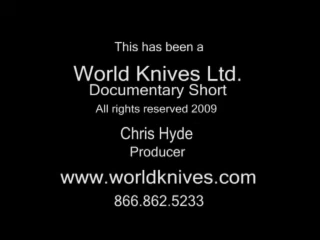 This has been a
World Knives Ltd.
Documentary Short
All rights reserved 2009
Chris Hyde
Producer
www.worldknives.com
866.862.5233